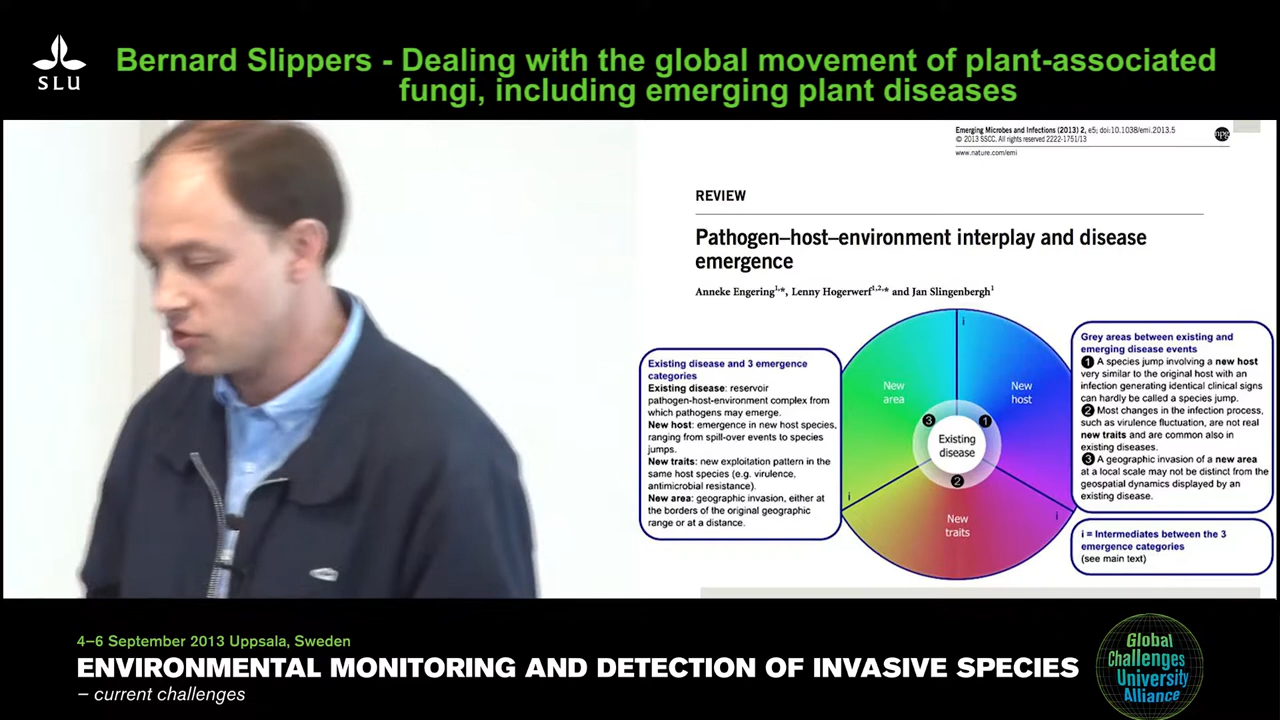 SLU
Bernard Slippers - Dealing with the global movement of plant-associated
fungi, including emerging plant diseases
Emerging Microbes and Infections (2013) 2, e5; doi:10.1038/emi.2013.5
© 2013 SSCC. All rights reserved 2222-1751/13
www.nature.com/emi
npg
REVIEW
Pathogen–host–environment interplay and disease
emergence
Anneke Engering1,*, Lenny Hogerwerf1,2,* and Jan Slingenbergh1
Existing disease and 3 emergence
categories
Existing disease: reservoir
pathogen-host-environment complex from
which pathogens may emerge.
New host: emergence in new host species,
ranging from spill-over events to species
jumps.
New traits: new exploitation pattern in the
same host species (e.g. virulence,
antimicrobial resistance).
New area: geographic invasion, either at
the borders of the original geographic
range or at a distance.
i
New
area
New
host
3
1
Existing
disease
2
i
i
New
traits
Grey areas between existing and
emerging disease events
1 A species jump involving a new host
very similar to the original host with an
infection generating identical clinical signs
can hardly be called a species jump.
2 Most changes in the infection process,
such as virulence fluctuation, are not real
new traits and are common also in
existing diseases.
3 A geographic invasion of a new area
at a local scale may not be distinct from the
geospatial dynamics displayed by an
existing disease.
i = Intermediates between the 3
emergence categories
(see main text)
4–6 September 2013 Uppsala, Sweden
ENVIRONMENTAL MONITORING AND DETECTION OF INVASIVE SPECIES
– current challenges
Global
Challenges
University
Alliance